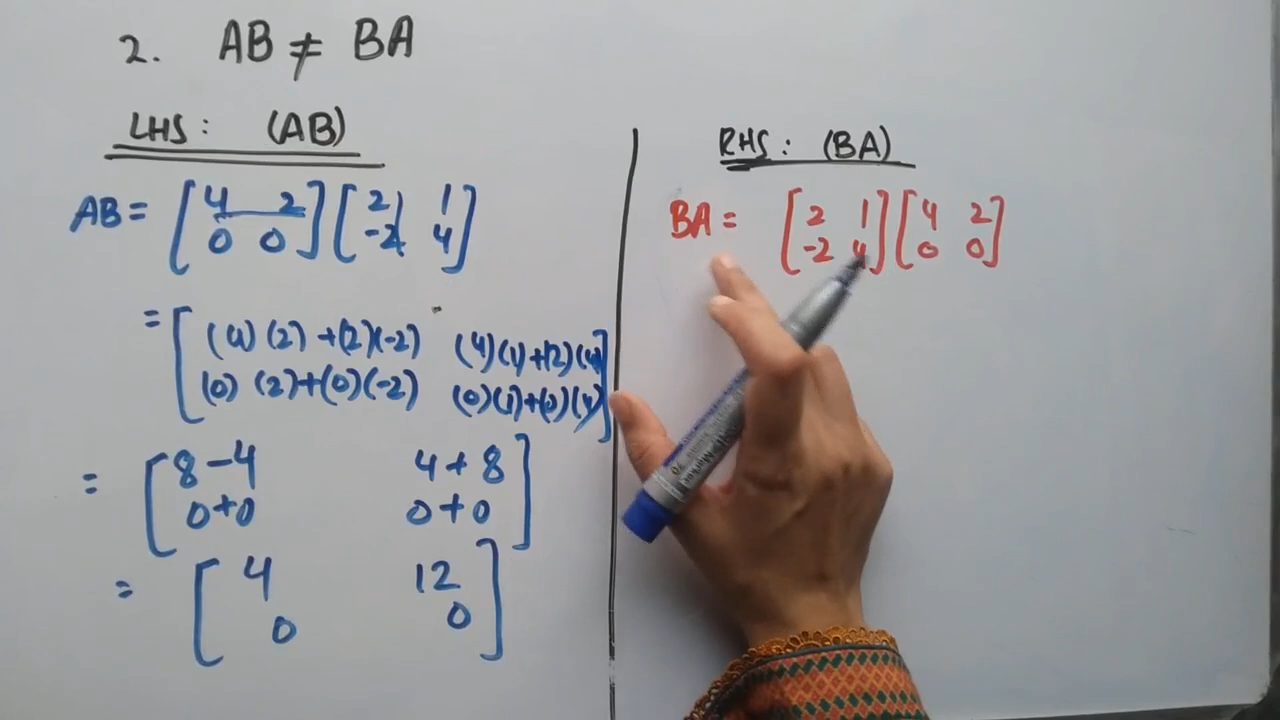 2. AB ≠ BA
LHS: (AB)
AB = [4 2] [2 1]
[0 0] [-2 4]
= [(4)(2)+(2)(-2) (4)(1)+(2)(4)]
[(0)(2)+(0)(-2) (0)(1)+(0)(4)]
= [8-4 4+8]
[0+0 0+0]
= [4 12]
[0 0]
RHS: (BA)
BA = [2 1] [4 2]
[-2 4] [0 0]